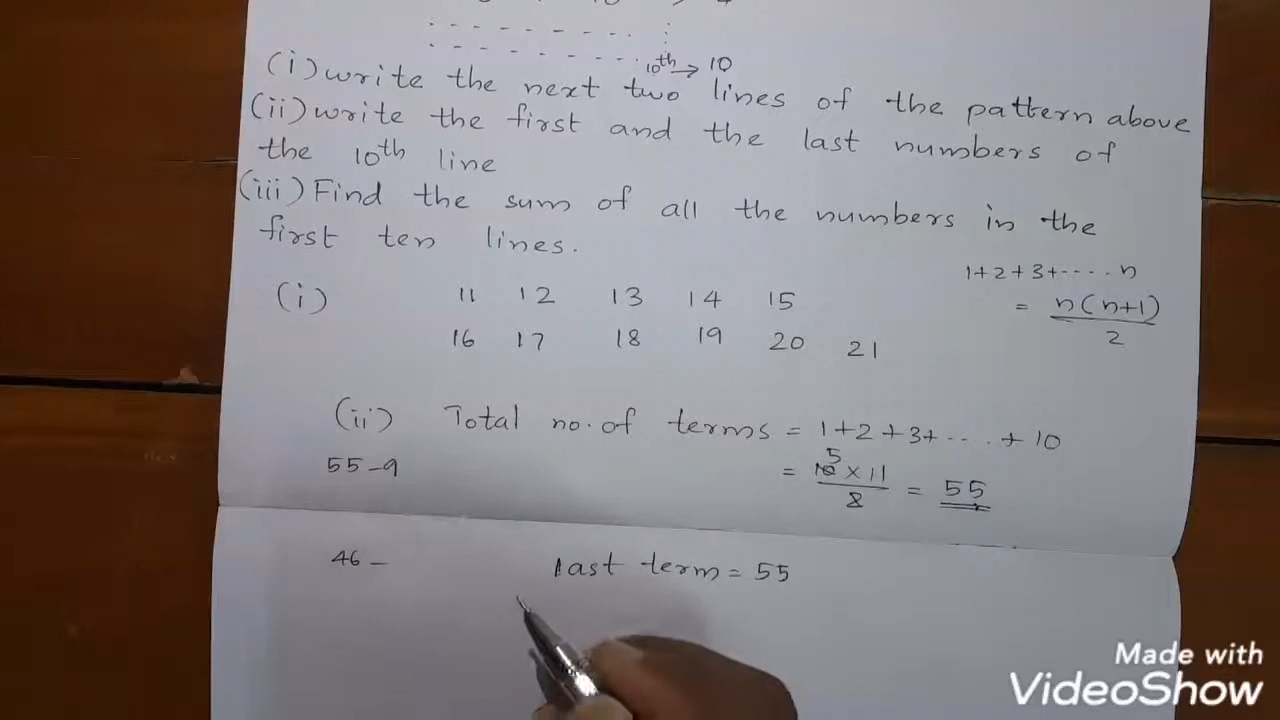 10th → 10
(i) write the next two lines of the pattern above
(ii) write the first and the last numbers of
the 10th line
(iii) Find the sum of all the numbers in the
first ten lines.
1+2+3+---- n
= n(n+1)
2
(i) 11 12 13 14 15
16 17 18 19 20 21
(ii) Total no. of terms = 1+2+3+ --- . + 10
55-9
= 5
10 × 11
2 = 55
46 -
last term = 55
Made with
VideoShow